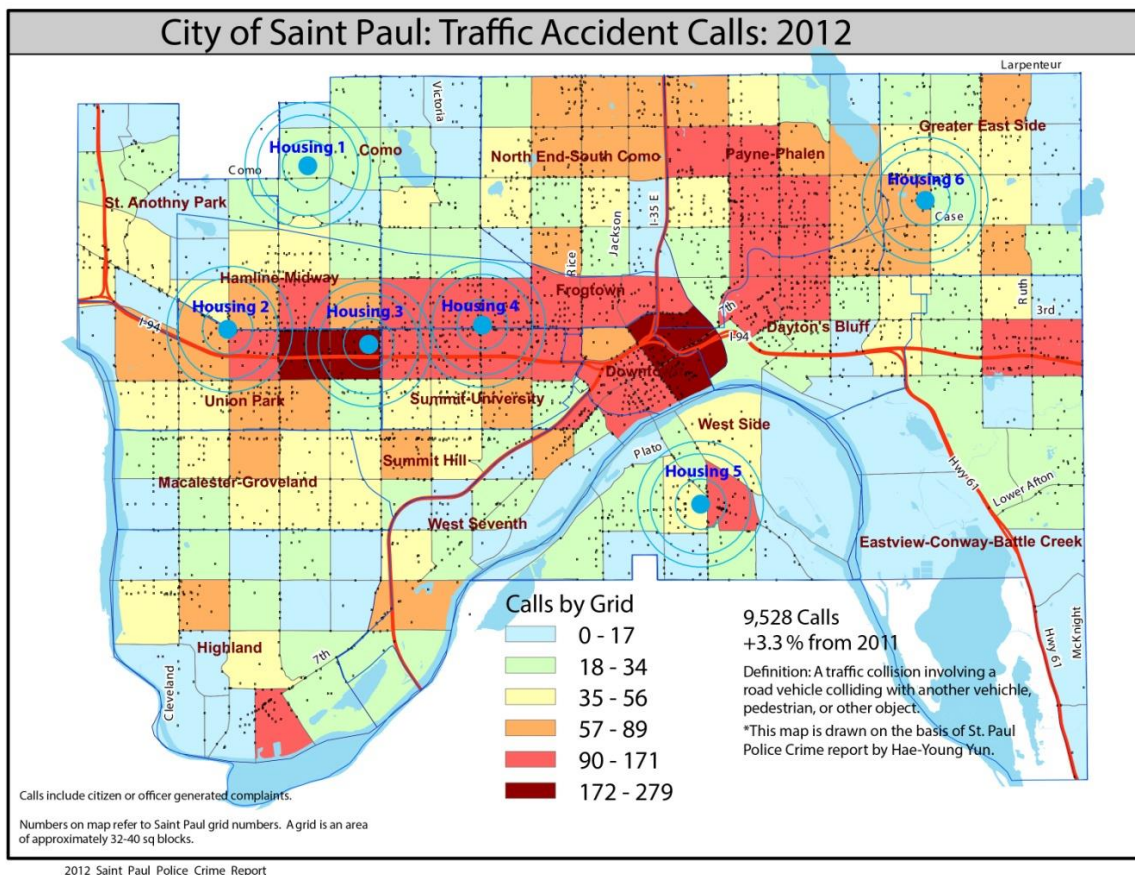 City of Saint Paul: Traffic Accident Calls: 2012
Larpenteur
Victoria
Greater East Side
Housing 1
Como
North End-South Como
Payne-Phalen
Como
Housing 6
St. Anothny Park
I-35 E
Case
Jackson
Rice
Hamline-Midway
Frogtown
Ruth
Housing 2
Housing 3
Housing 4
7th
3rd
I-94
Dayton's Bluff
I-94
Downtow
Union Park
Summit-University
West Side
Plato
Summit Hill
Housing 5
Hwy 61
Macalester-Groveland
Lower Afton
West Seventh
Eastview-Conway-Battle Creek
Calls by Grid
0 - 17
18 - 34
35 - 56
57 - 89
90 - 171
172 - 279
9,528 Calls
+3.3 % from 2011
Definition: A traffic collision involving a
road vehicle colliding with another vehichle,
pedestrian, or other object.
*This map is drawn on the basis of St. Paul
Police Crime report by Hae-Young Yun.
Highland
7th
Cleveland
Hwy 61
McKnight
Calls include citizen or officer generated complaints.
Numbers on map refer to Saint Paul grid numbers. A grid is an area
of approximately 32-40 sq blocks.
2012 Saint Paul Police Crime Report